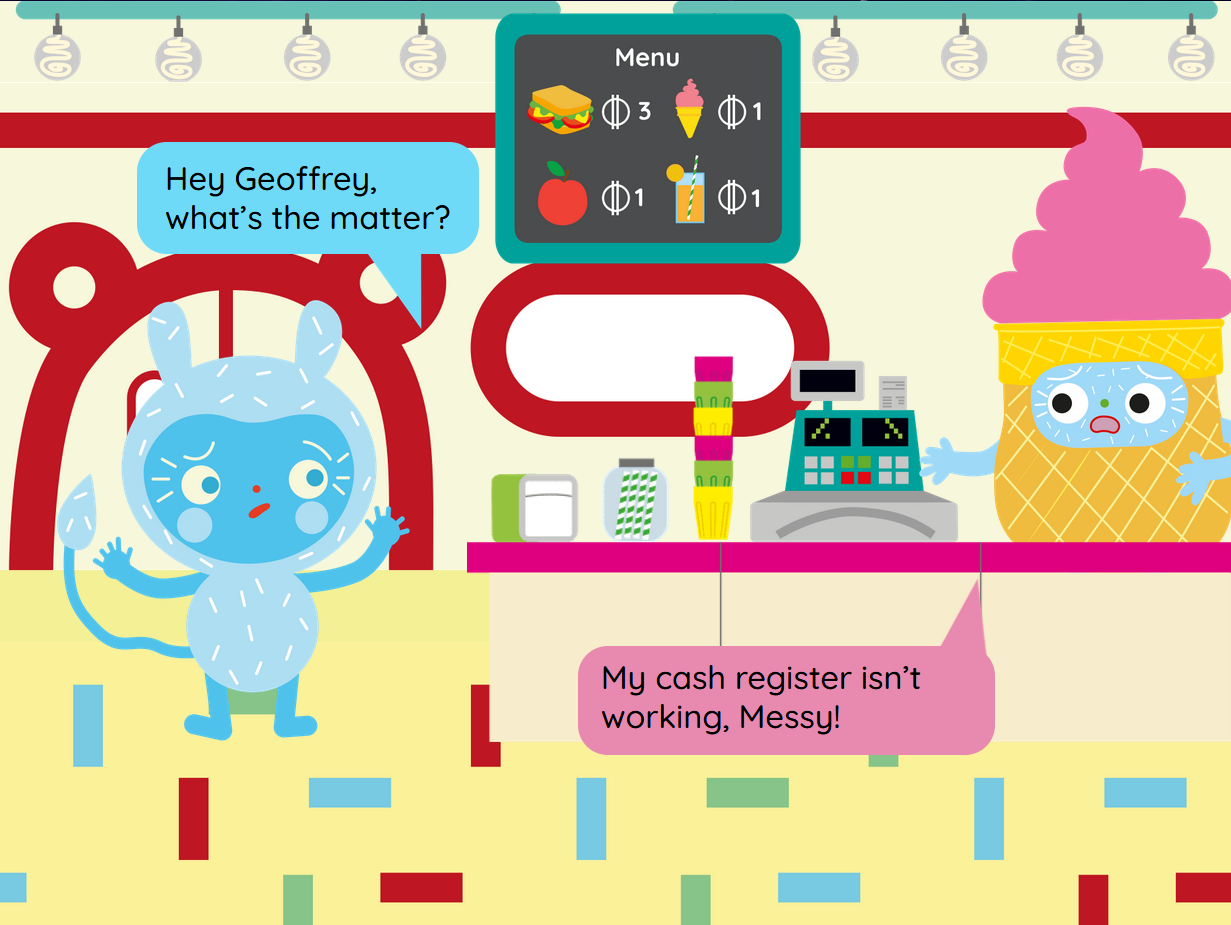 Menu
3
1
1
1
Hey Geoffrey,
what's the matter?
My cash register isn't
working, Messy!